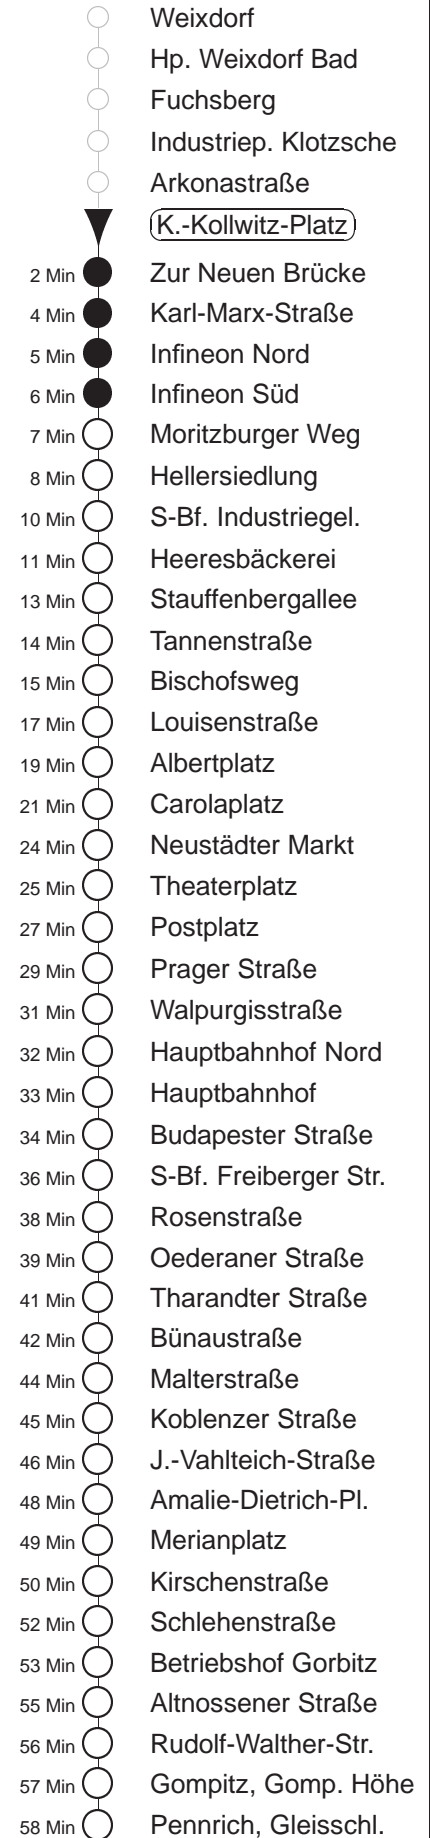 Weixdorf
Hp. Weixdorf Bad
Fuchsberg
Industriep. Klotzsche
Arkonastraße
K.-Kollwitz-Platz
2 Min Zur Neuen Brücke
4 Min Karl-Marx-Straße
5 Min Infineon Nord
6 Min Infineon Süd
7 Min Moritzburger Weg
8 Min Hellersiedlung
10 Min S-Bf. Industriegel.
11 Min Heeresbäckerei
13 Min Stauffenbergallee
14 Min Tannenstraße
15 Min Bischofsweg
17 Min Louisenstraße
19 Min Albertplatz
21 Min Carolaplatz
24 Min Neustädter Markt
25 Min Theaterplatz
27 Min Postplatz
29 Min Prager Straße
31 Min Walpurgisstraße
32 Min Hauptbahnhof Nord
33 Min Hauptbahnhof
34 Min Budapester Straße
36 Min S-Bf. Freiberger Str.
38 Min Rosenstraße
39 Min Oederaner Straße
41 Min Tharandter Straße
42 Min Bünaustraße
44 Min Malterstraße
45 Min Koblenzer Straße
46 Min J.-Vahlteich-Straße
48 Min Amalie-Dietrich-Pl.
49 Min Merianplatz
50 Min Kirschenstraße
52 Min Schlehenstraße
53 Min Betriebshof Gorbitz
55 Min Altnossener Straße
56 Min Rudolf-Walther-Str.
57 Min Gompitz, Gomp. Höhe
58 Min Pennrich, Gleisschl.